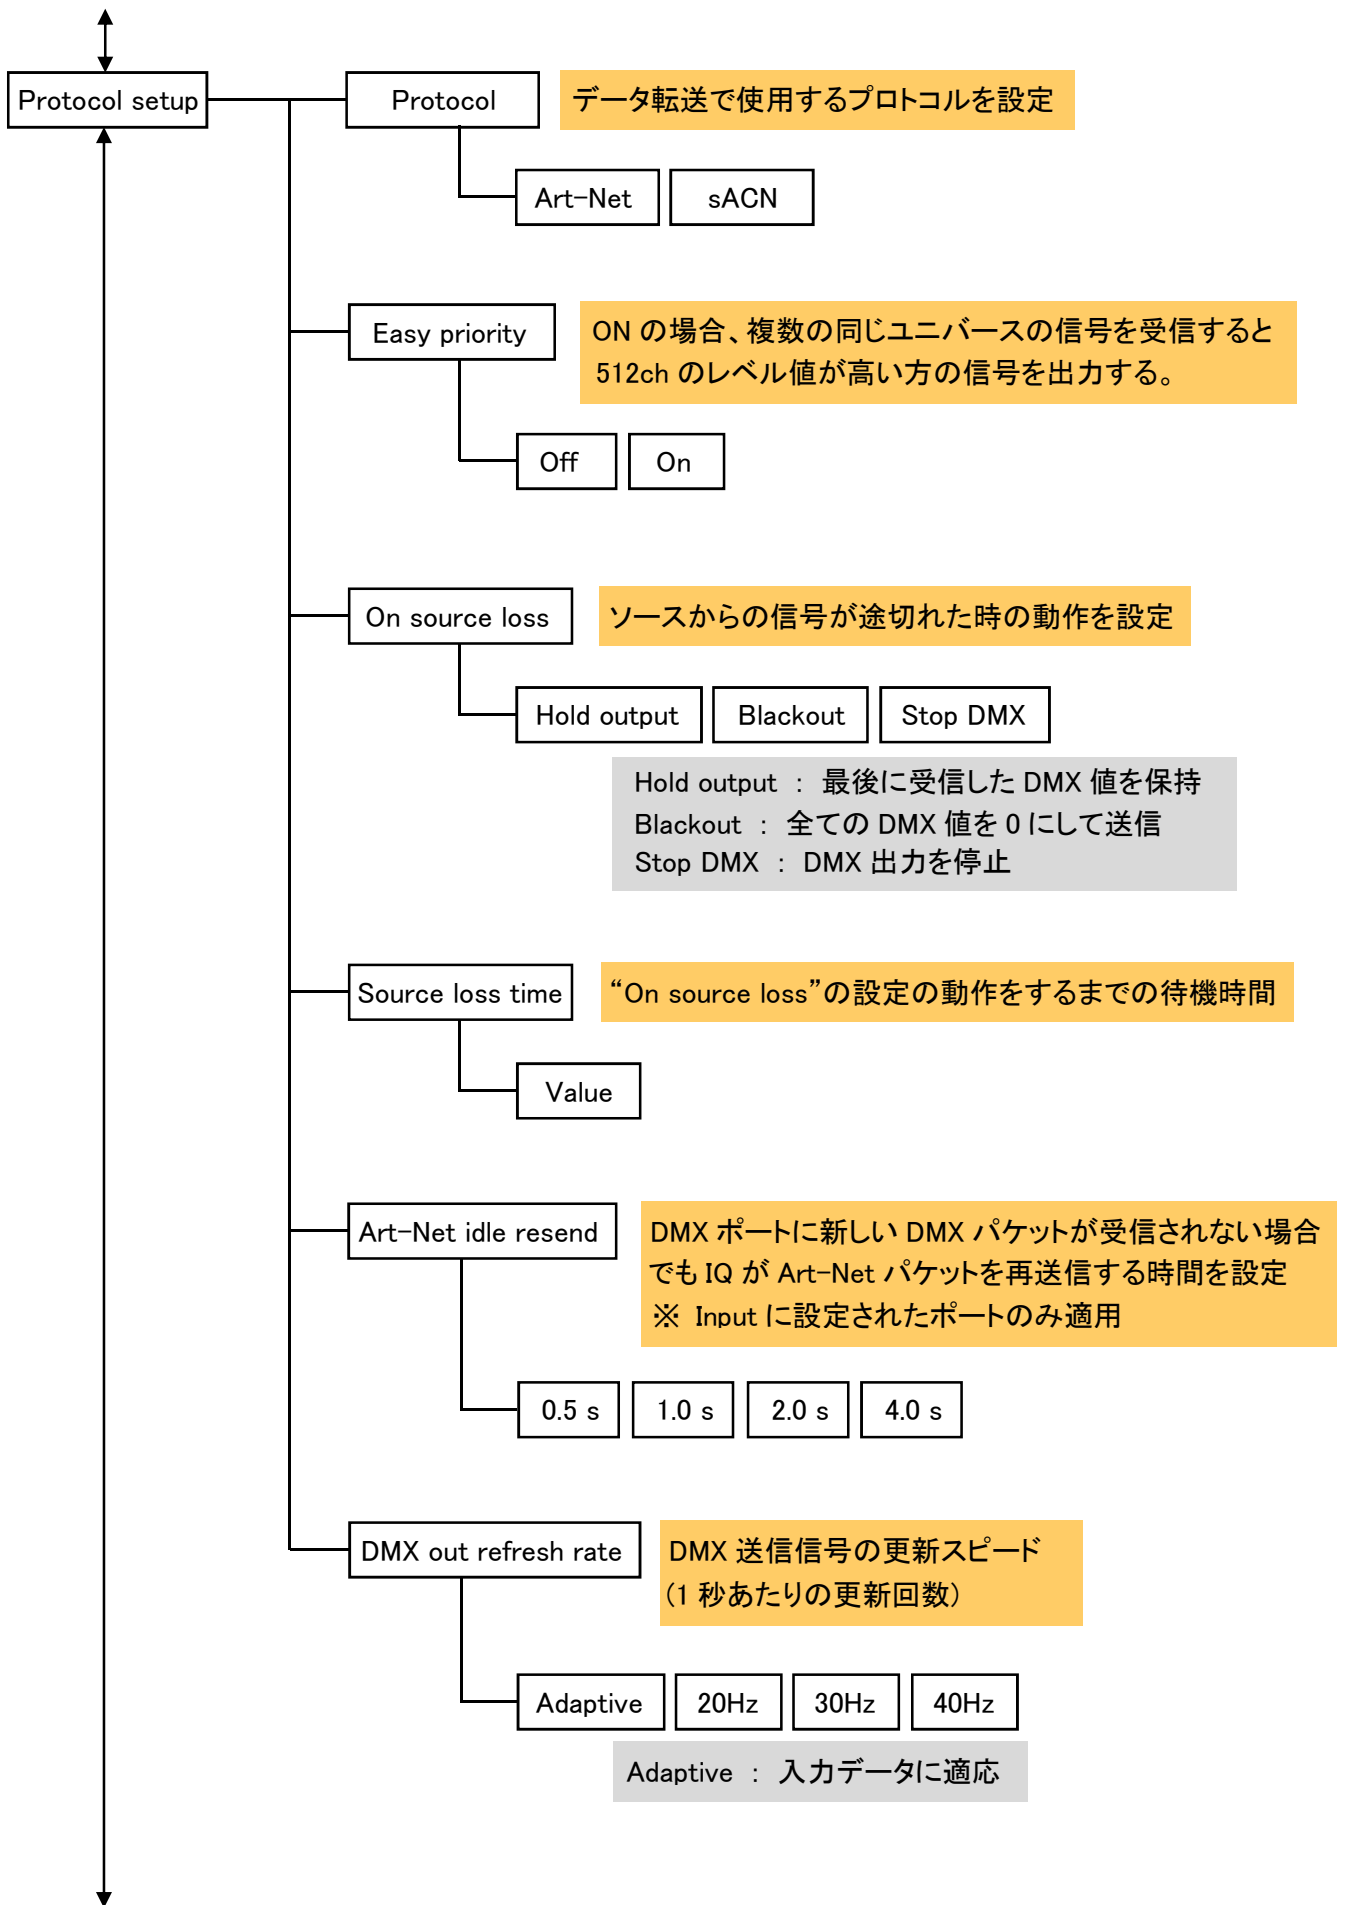 Protocol setup
Protocol
データ転送で使用するプロトコルを設定
Art-Net
sACN
Easy priority
ON の場合、複数の同じユニバースの信号を受信すると
512ch のレベル値が高い方の信号を出力する。
Off
On
On source loss
ソースからの信号が途切れた時の動作を設定
Hold output
Blackout
Stop DMX
Hold output : 最後に受信した DMX 値を保持
Blackout : 全ての DMX 値を 0 にして送信
Stop DMX : DMX 出力を停止
Source loss time
“On source loss”の設定の動作をするまでの待機時間
Value
Art-Net idle resend
DMX ポートに新しい DMX パケットが受信されない場合
でも IQ が Art-Net パケットを再送信する時間を設定
※ Input に設定されたポートのみ適用
0.5 s
1.0 s
2.0 s
4.0 s
DMX out refresh rate
DMX 送信信号の更新スピード
(1 秒あたりの更新回数)
Adaptive
20Hz
30Hz
40Hz
Adaptive : 入力データに適応